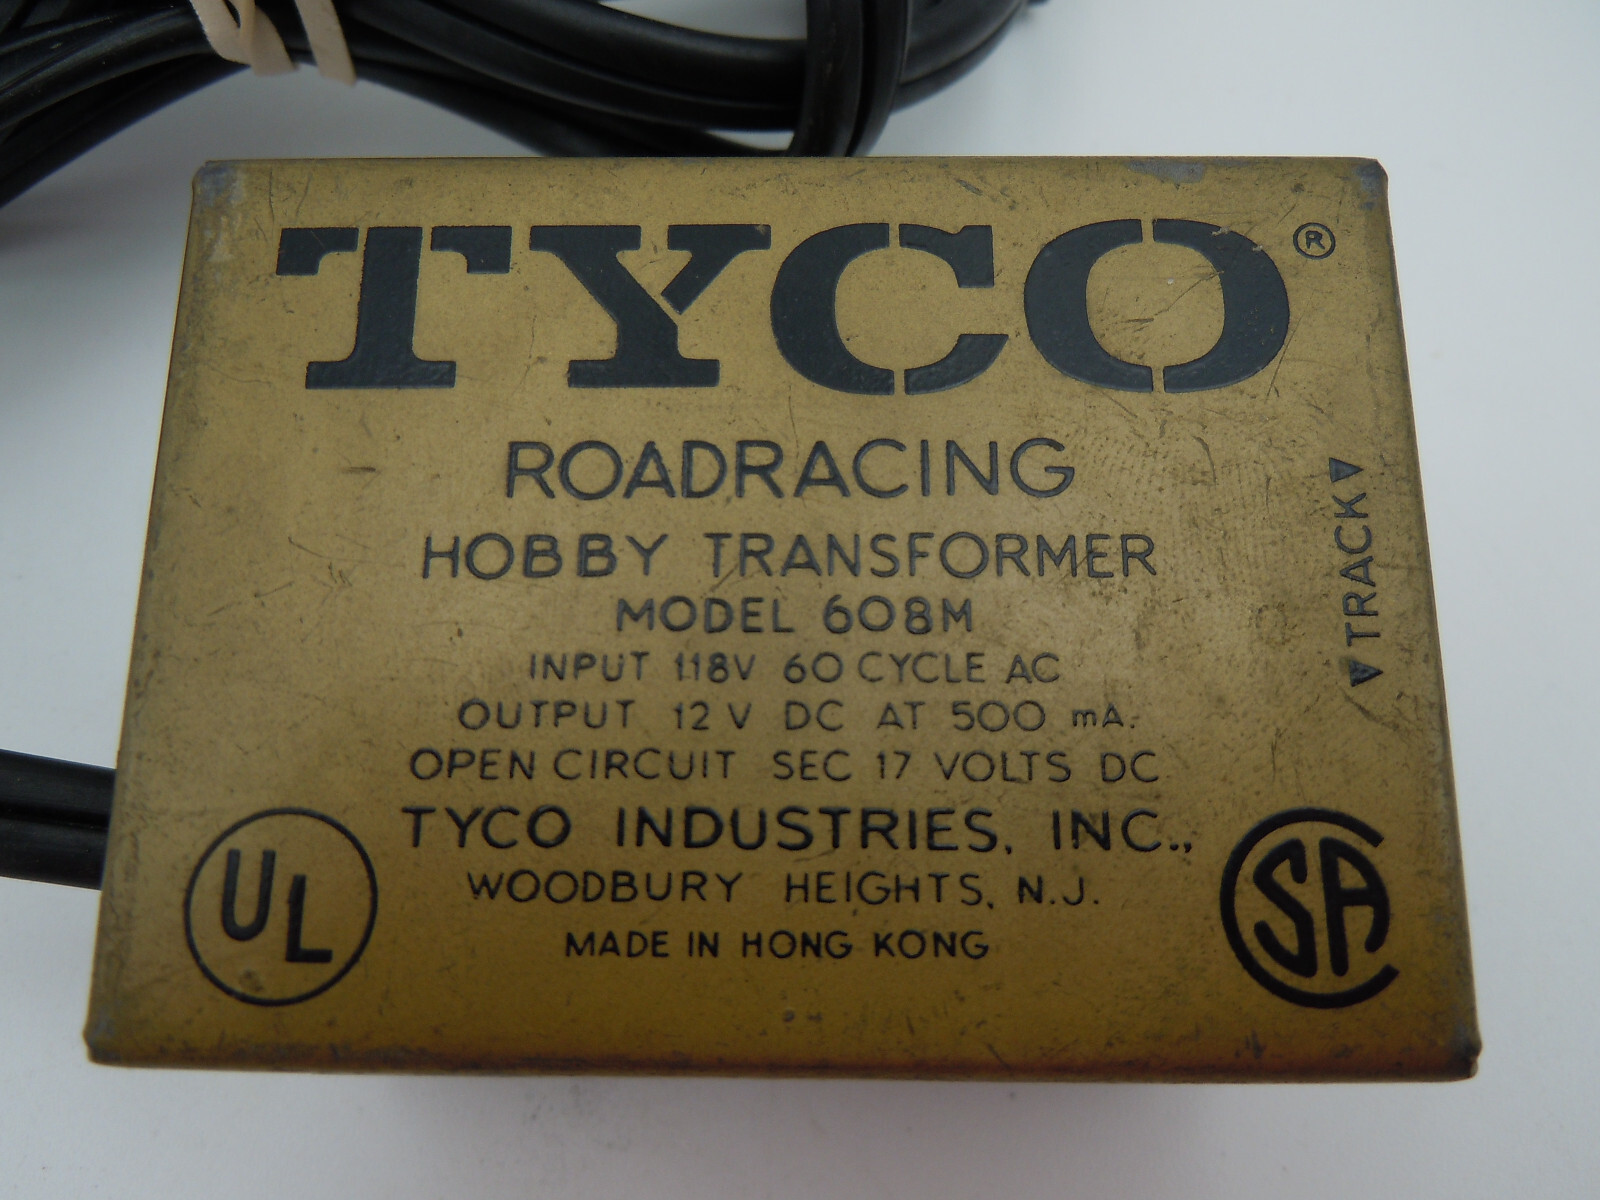 TYCO®
ROADRACING
HOBBY TRANSFORMER
MODEL 608M
INPUT 118V 60 CYCLE AC
OUTPUT 12 V DC AT 500 mA.
OPEN CIRCUIT SEC 17 VOLTS DC
TYCO INDUSTRIES, INC.,
WOODBURY HEIGHTS, N.J.
MADE IN HONG KONG
TRACK
UL
SA